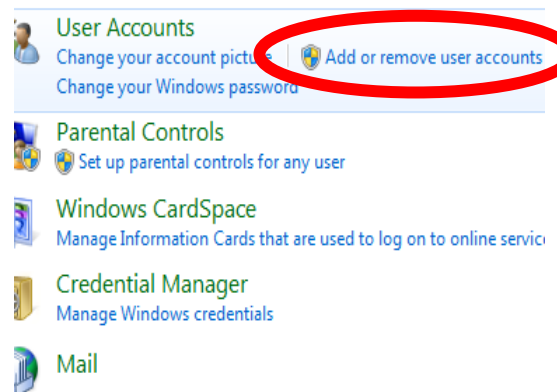 User Accounts
Change your account picture Add or remove user accounts
Change your Windows password
Parental Controls
Set up parental controls for any user
Windows CardSpace
Manage Information Cards that are used to log on to online servic
Credential Manager
Manage Windows credentials
Mail